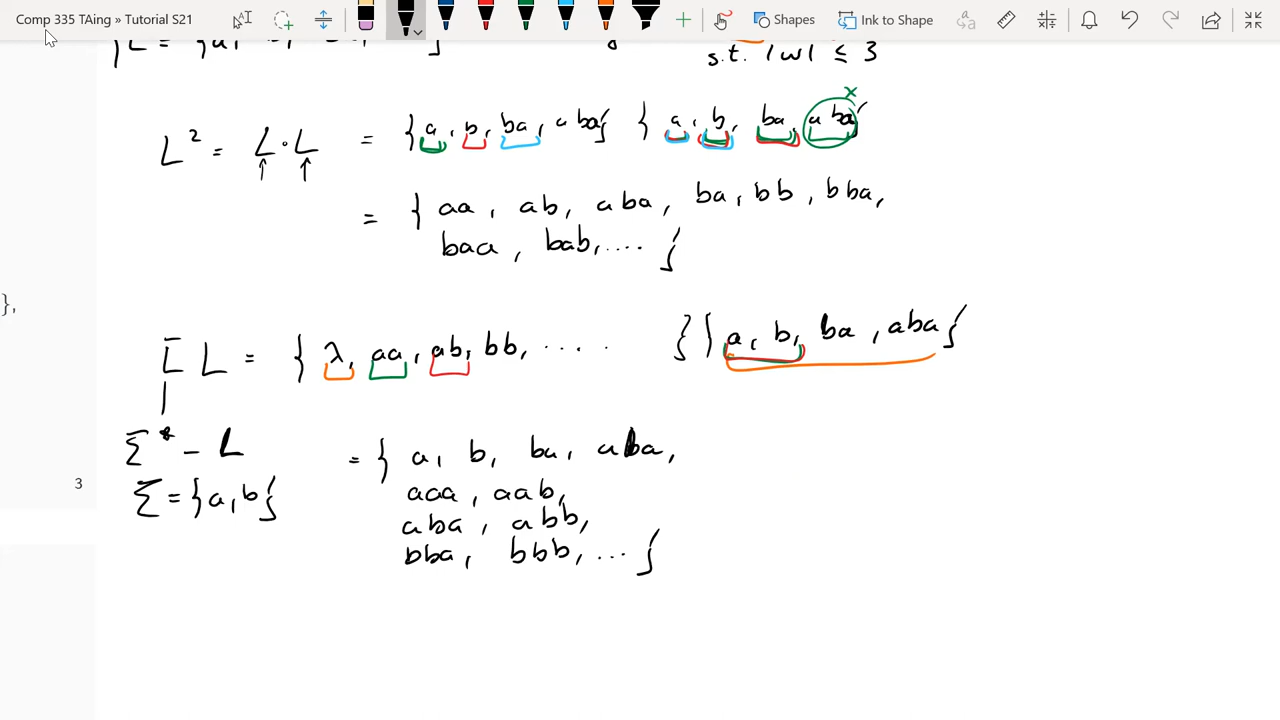 Comp 335 TAing » Tutorial S21
Shapes
Ink to Shape
s.t. |w| ≤ 3
L² = L · L = {a, b, ba, aba} {a, b, ba, aba} x
= {aa, ab, aba, ba, bb, bba,
baa, bab, .... }
},
L̄ L = {λ, aa, ab, bb, ..... } {a, b, ba, aba}
Σ* - L = {a, b, ba, aba,
3
Σ = {a, b}
aaa, aab,
aba, abb,
bba, bbb, ... }